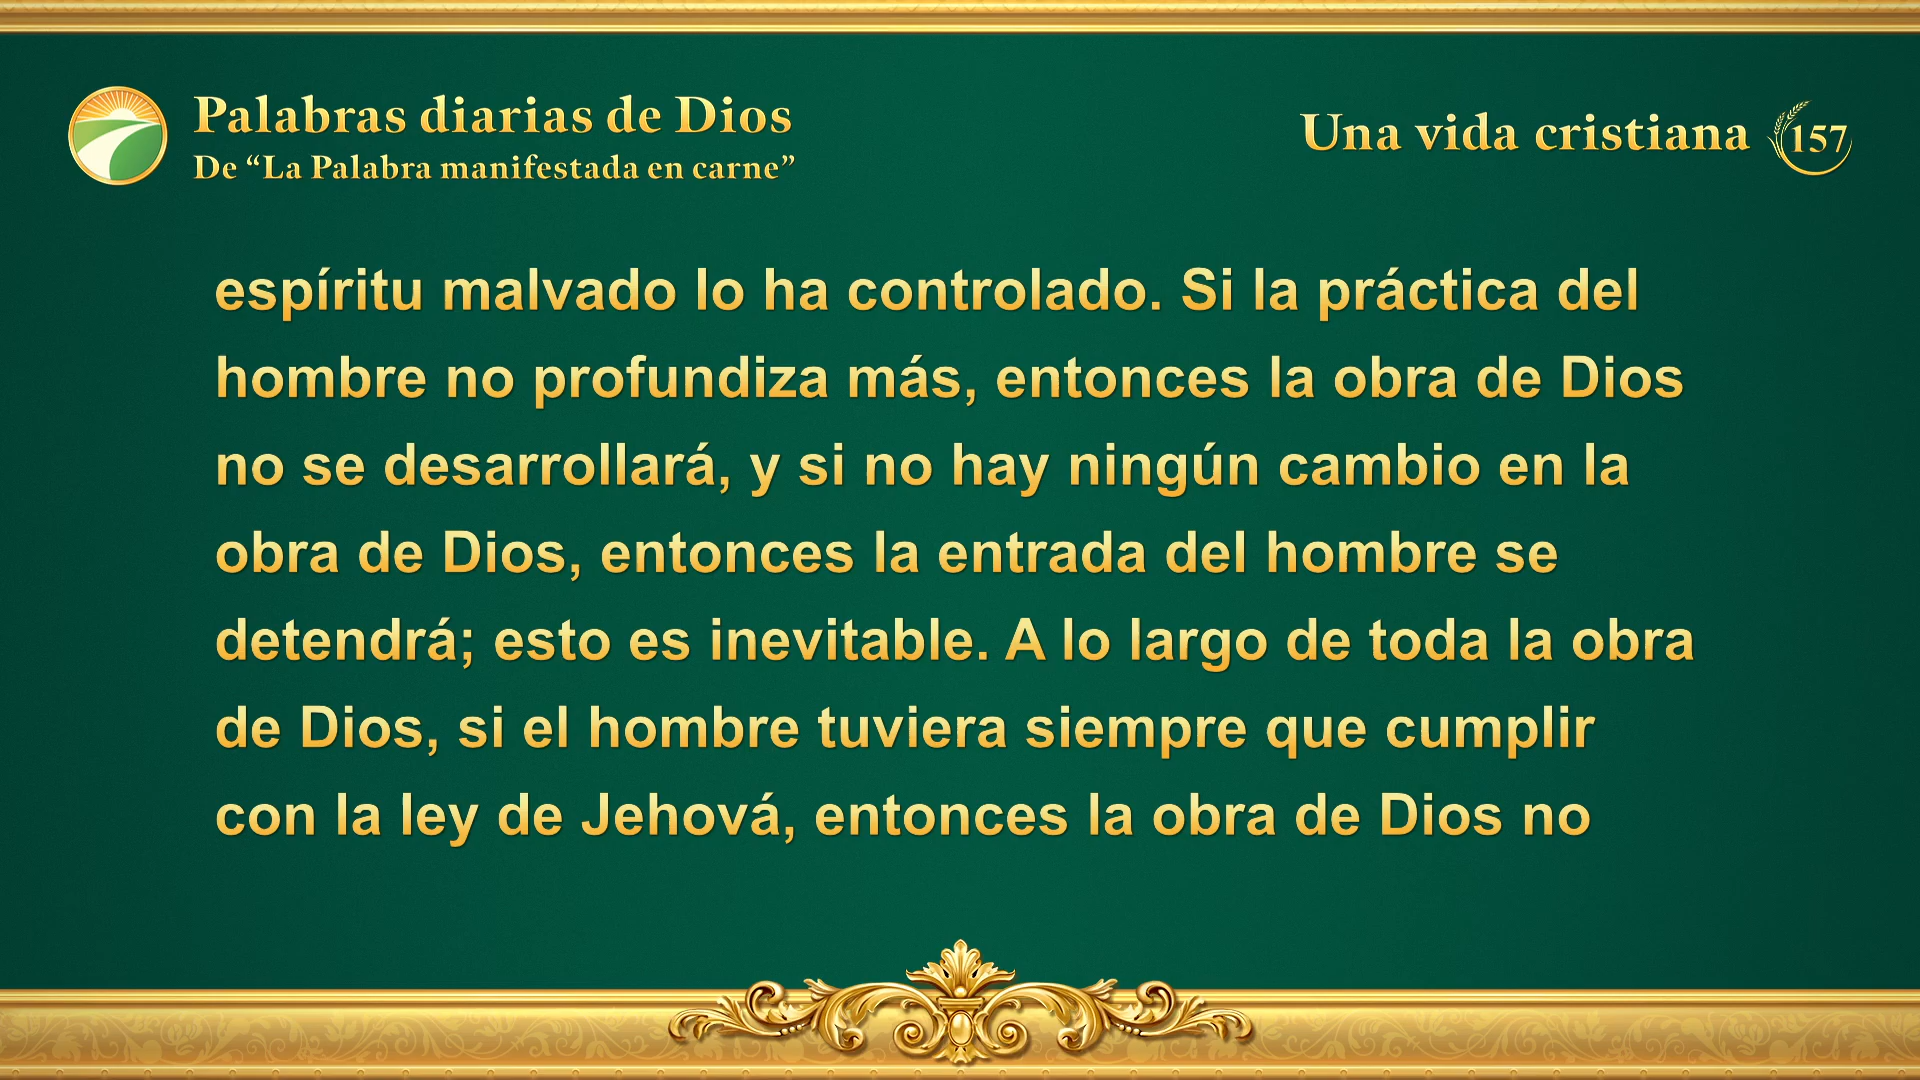 Palabras diarias de Dios
De “La Palabra manifestada en carne”
Una vida cristiana 157
espíritu malvado lo ha controlado. Si la práctica del
hombre no profundiza más, entonces la obra de Dios
no se desarrollará, y si no hay ningún cambio en la
obra de Dios, entonces la entrada del hombre se
detendrá; esto es inevitable. A lo largo de toda la obra
de Dios, si el hombre tuviera siempre que cumplir
con la ley de Jehová, entonces la obra de Dios no